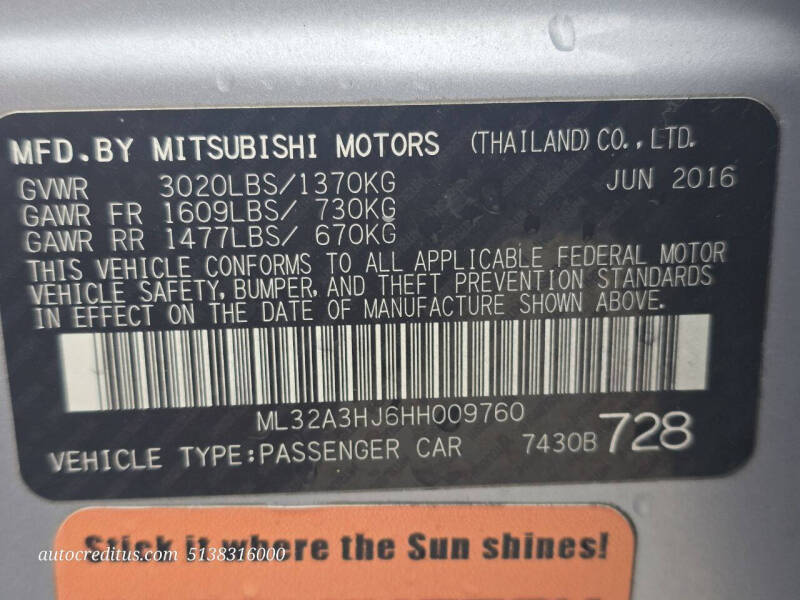 MFD.BY MITSUBISHI MOTORS (THAILAND)CO.,LTD.
GVWR 3020LBS/1370KG JUN 2016
GAWR FR 1609LBS/ 730KG
GAWR RR 1477LBS/ 670KG
THIS VEHICLE CONFORMS TO ALL APPLICABLE FEDERAL MOTOR
VEHICLE SAFETY, BUMPER, AND THEFT PREVENTION STANDARDS
IN EFFECT ON THE DATE OF MANUFACTURE SHOWN ABOVE.
ML32A3HJ6HH009760
VEHICLE TYPE:PASSENGER CAR 7430B 728
Stick it where the Sun shines!
autocreditus.com 5138316000